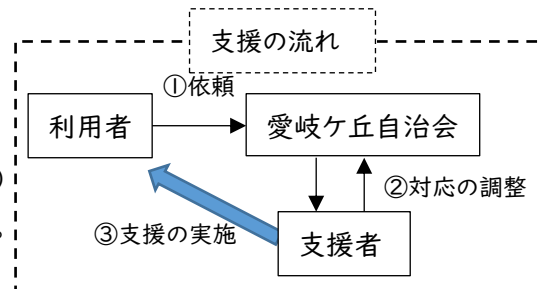 支援の流れ
①依頼
利用者
愛岐ケ丘自治会
②対応の調整
③支援の実施
支援者